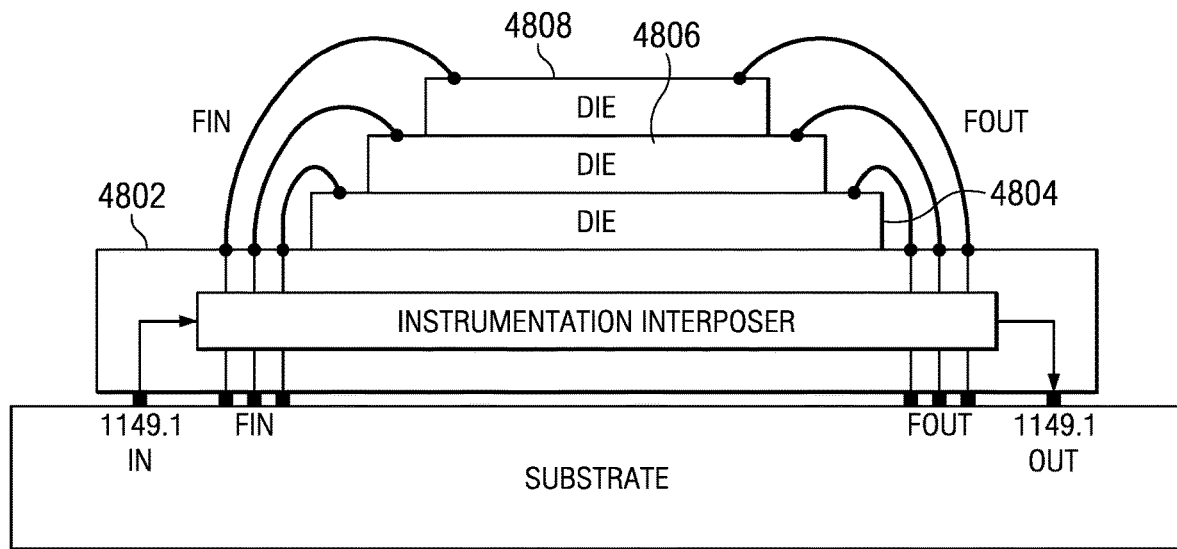 4808
4806
DIE
FIN
FOUT
DIE
4802
4804
DIE
INSTRUMENTATION INTERPOSER
1149.1
IN
FIN
FOUT
1149.1
OUT
SUBSTRATE